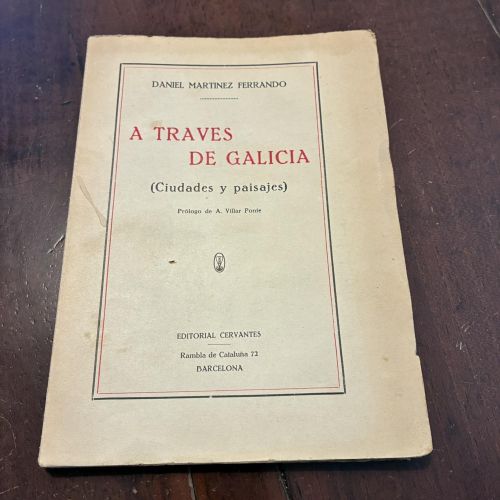 DANIEL MARTINEZ FERRANDO
A TRAVES
DE GALICIA
(Ciudades y paisajes)
Prólogo de A. Villar Ponte
EDITORIAL CERVANTES
Rambla de Cataluña 72
BARCELONA